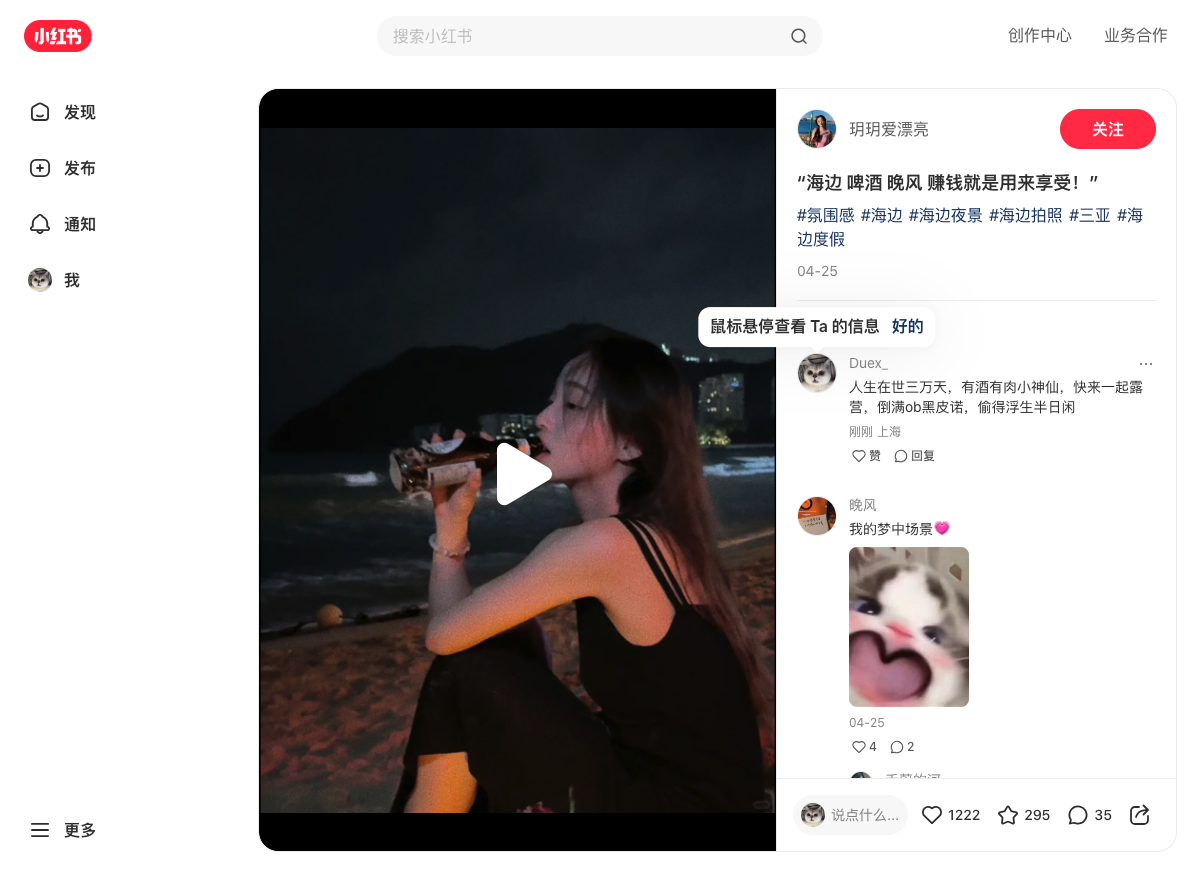 小红书
搜索小红书
创作中心
业务合作
发现
发布
通知
我
更多
玥玥爱漂亮
关注
“海边 啤酒 晚风 赚钱就是用来享受！”
#氛围感 #海边 #海边夜景 #海边拍照 #三亚 #海
边度假
04-25
鼠标悬停查看 Ta 的信息 好的
Duex_
人生在世三万天，有酒有肉小神仙，快来一起露
营，倒满ob黑皮诺，偷得浮生半日闲
刚刚 上海
赞 回复
晚风
我的梦中场景💗
04-25
4 2
说点什么...
1222 295 35